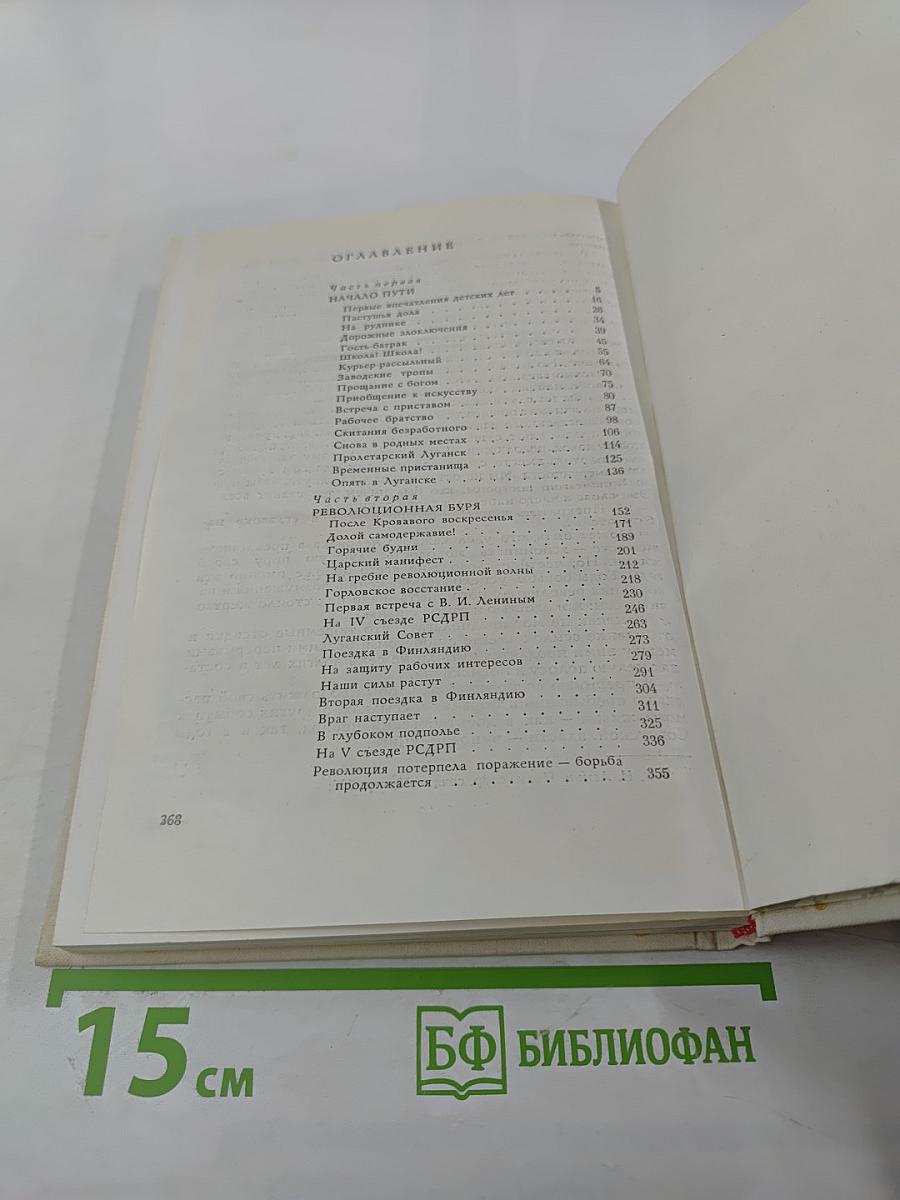 ОГЛАВЛЕНИЕ
Часть первая
НАЧАЛО ПУТИ
Первые впечатления детских лет . . . . 5
Пастушья доля . . . . 16
На руднике . . . . 26
Дорожные злоключения . . . . 34
Гость-батрак . . . . 39
Школа! Школа! . . . . 45
Курьер-рассыльный . . . . 55
Заводские тропы . . . . 64
Прощание с богом . . . . 70
Приобщение к искусству . . . . 75
Встреча с приставом . . . . 80
Рабочее братство . . . . 87
Скитания безработного . . . . 98
Снова в родных местах . . . . 106
Пролетарский Луганск . . . . 114
Временные пристанища . . . . 125
Опять в Луганске . . . . 136
Часть вторая
РЕВОЛЮЦИОННАЯ БУРЯ
После Кровавого воскресенья . . . . 152
Долой самодержавие! . . . . 171
Горячие будни . . . . 189
Царский манифест . . . . 201
На гребне революционной волны . . . . 212
Горловское восстание . . . . 218
Первая встреча с В. И. Лениным . . . . 230
На IV съезде РСДРП . . . . 246
Луганский Совет . . . . 263
Поездка в Финляндию . . . . 273
На защиту рабочих интересов . . . . 279
Наши силы растут . . . . 291
Вторая поездка в Финляндию . . . . 304
Враг наступает . . . . 311
В глубоком подполье . . . . 325
На V съезде РСДРП . . . . 336
Революция потерпела поражение — борьба
продолжается . . . . 355
368
15 см
БФ БИБЛИОФАН